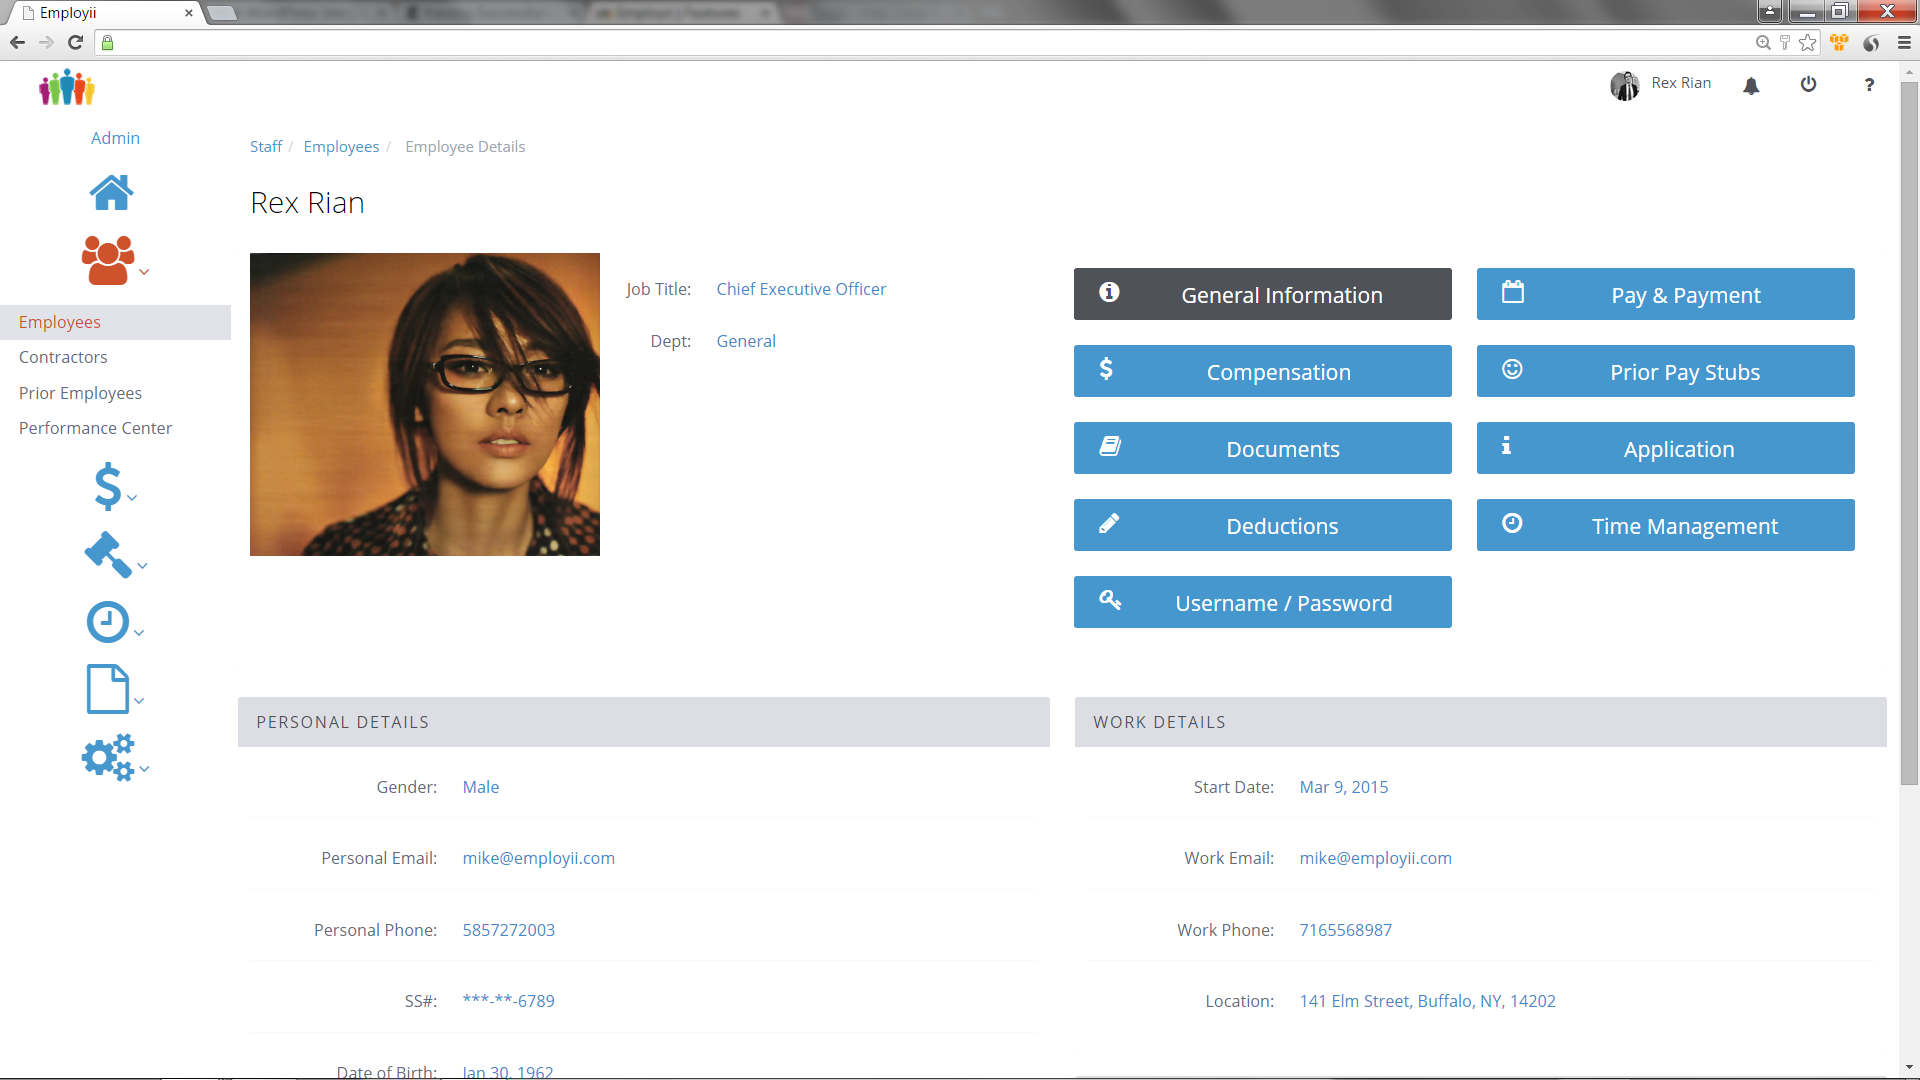 Employii
Rex Rian
?
Admin
Staff / Employees / Employee Details
Rex Rian
Employees
Contractors
Prior Employees
Performance Center
Job Title: Chief Executive Officer
Dept: General
General Information
Pay & Payment
Compensation
Prior Pay Stubs
Documents
Application
Deductions
Time Management
Username / Password
PERSONAL DETAILS
Gender: Male
Personal Email: mike@employii.com
Personal Phone: 5857272003
SS#: ***-**-6789
Date of Birth: Jan 30, 1962
WORK DETAILS
Start Date: Mar 9, 2015
Work Email: mike@employii.com
Work Phone: 7165568987
Location: 141 Elm Street, Buffalo, NY, 14202